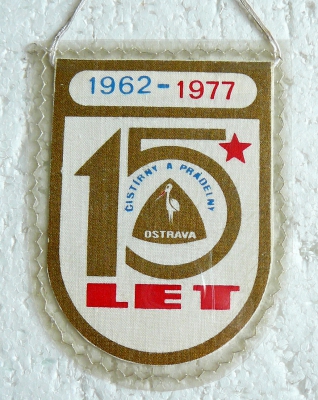 1962-1977
15
ČISTÍRNY A PRÁDELNY
OSTRAVA
LET